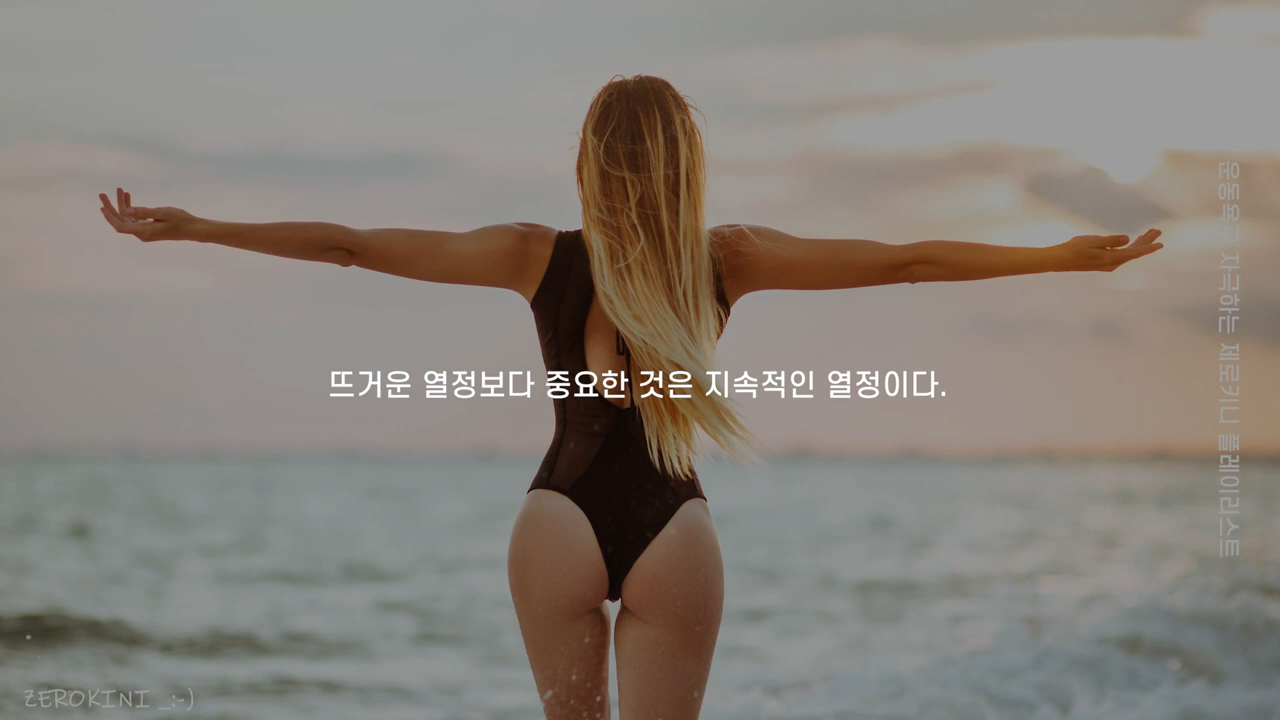 뜨거운 열정보다 중요한 것은 지속적인 열정이다.
운동욕구 자극하는 제로키니 플레이리스트
ZEROKINI _:-)